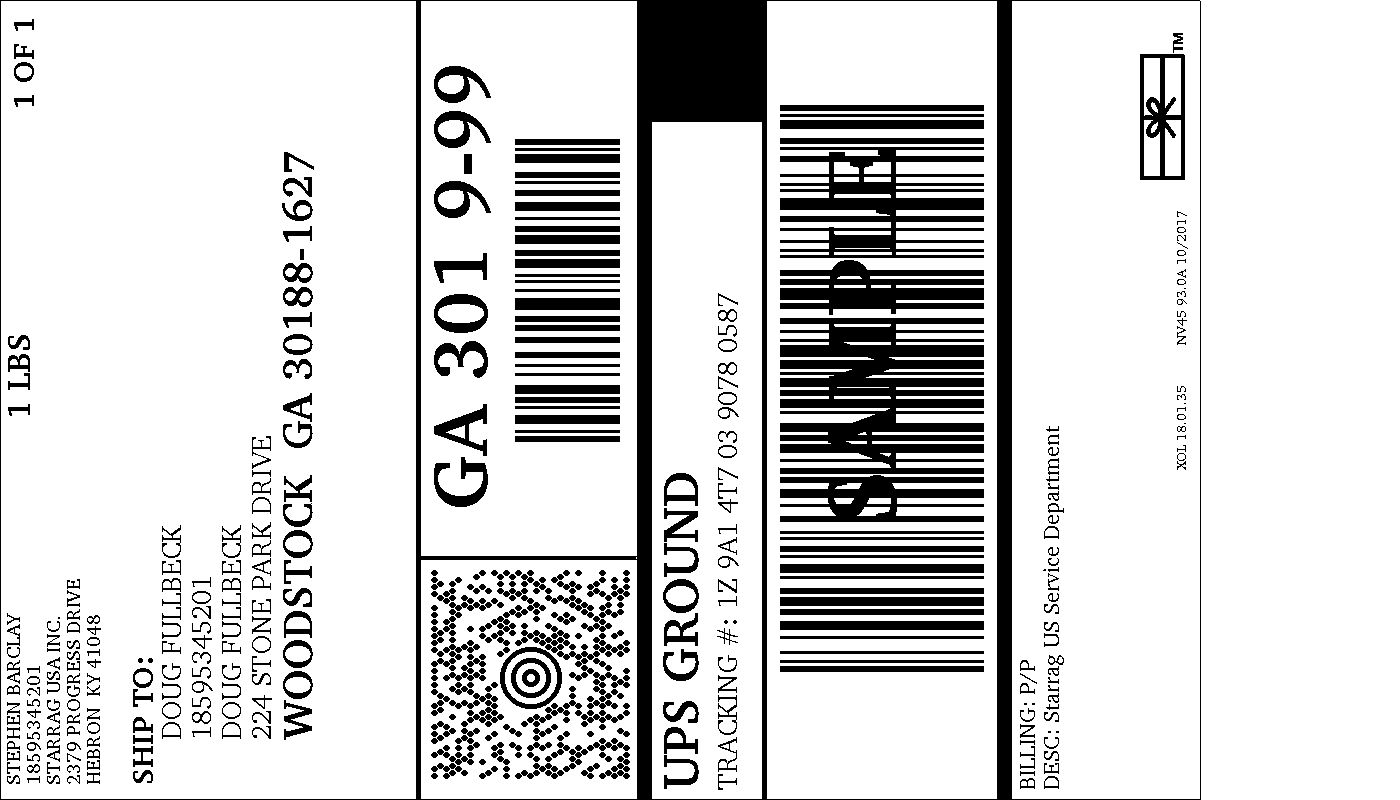 STEPHEN BARCLAY
18595345201
STARRAG USA INC.
2379 PROGRESS DRIVE
HEBRON KY 41048
1 LBS
1 OF 1
SHIP TO:
DOUG FULLBECK
18595345201
DOUG FULLBECK
224 STONE PARK DRIVE
WOODSTOCK GA 30188-1627
GA 301 9-99
UPS GROUND
TRACKING #: 1Z 9A1 4T7 03 9078 0587
SAMPLE
BILLING: P/P
DESC: Starrag US Service Department
XOL 18.01.35 NV45 93.0A 10/2017
TM